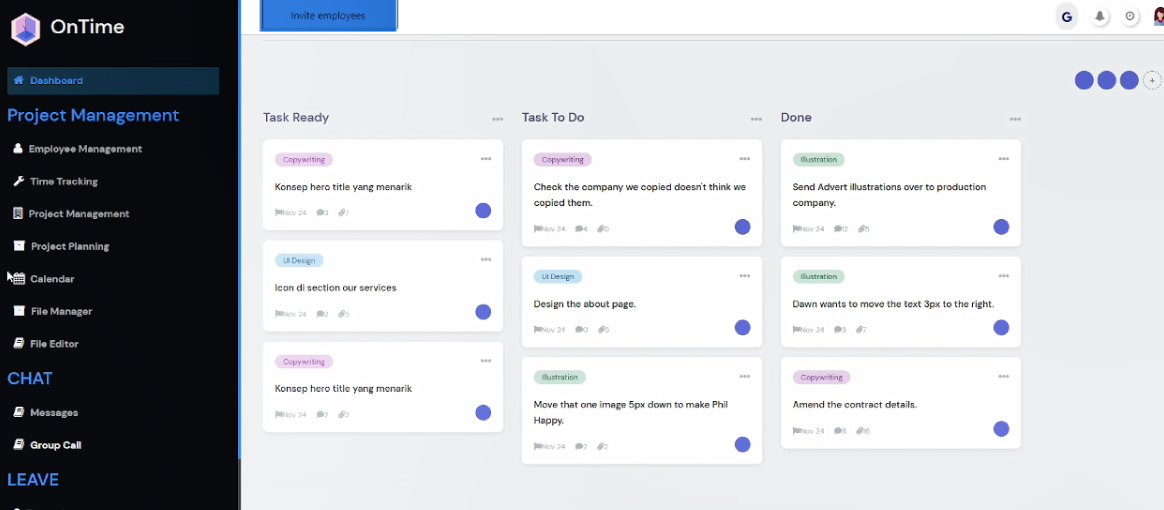 OnTime
Dashboard
Project Management
Employee Management
Time Tracking
Project Management
Project Planning
Calendar
File Manager
File Editor
CHAT
Messages
Group Call
LEAVE
Invite employees
G
Task Ready
Copywriting
Konsep hero title yang menarik
Nov 24 3 7
UI Design
Icon di section our services
Nov 24 2 5
Copywriting
Konsep hero title yang menarik
Nov 24 2 3
Task To Do
Copywriting
Check the company we copied doesn't think we
copied them.
Nov 24 4 0
UI Design
Design the about page.
Nov 24 0 5
Illustration
Move that one image 5px down to make Phil
Happy.
Nov 24 2 2
Done
Illustration
Send Advert illustrations over to production
company.
Nov 24 12 5
Illustration
Dawn wants to move the text 3px to the right.
Nov 24 3 7
Copywriting
Amend the contract details.
Nov 24 16